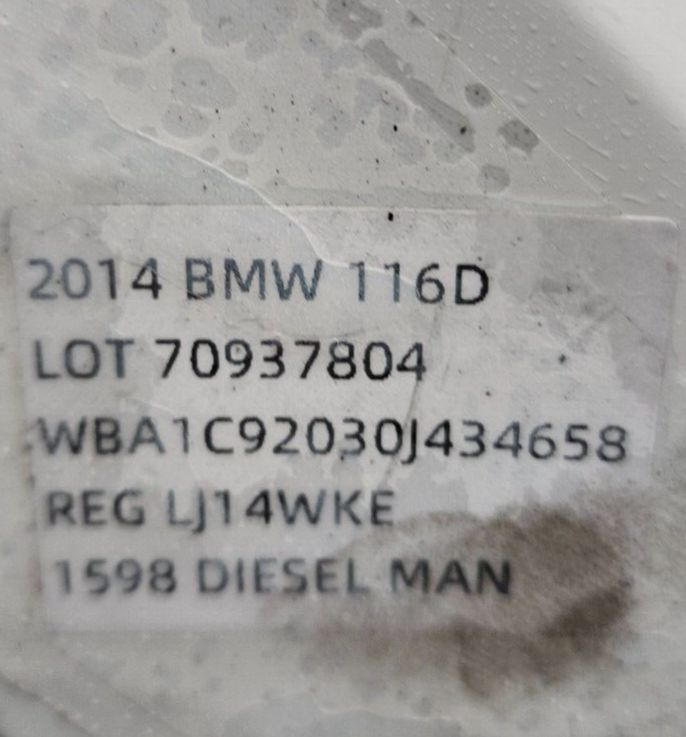 2014 BMW 116D
LOT 70937804
WBA1C92030J434658
REG LJ14WKE
1598 DIESEL MAN